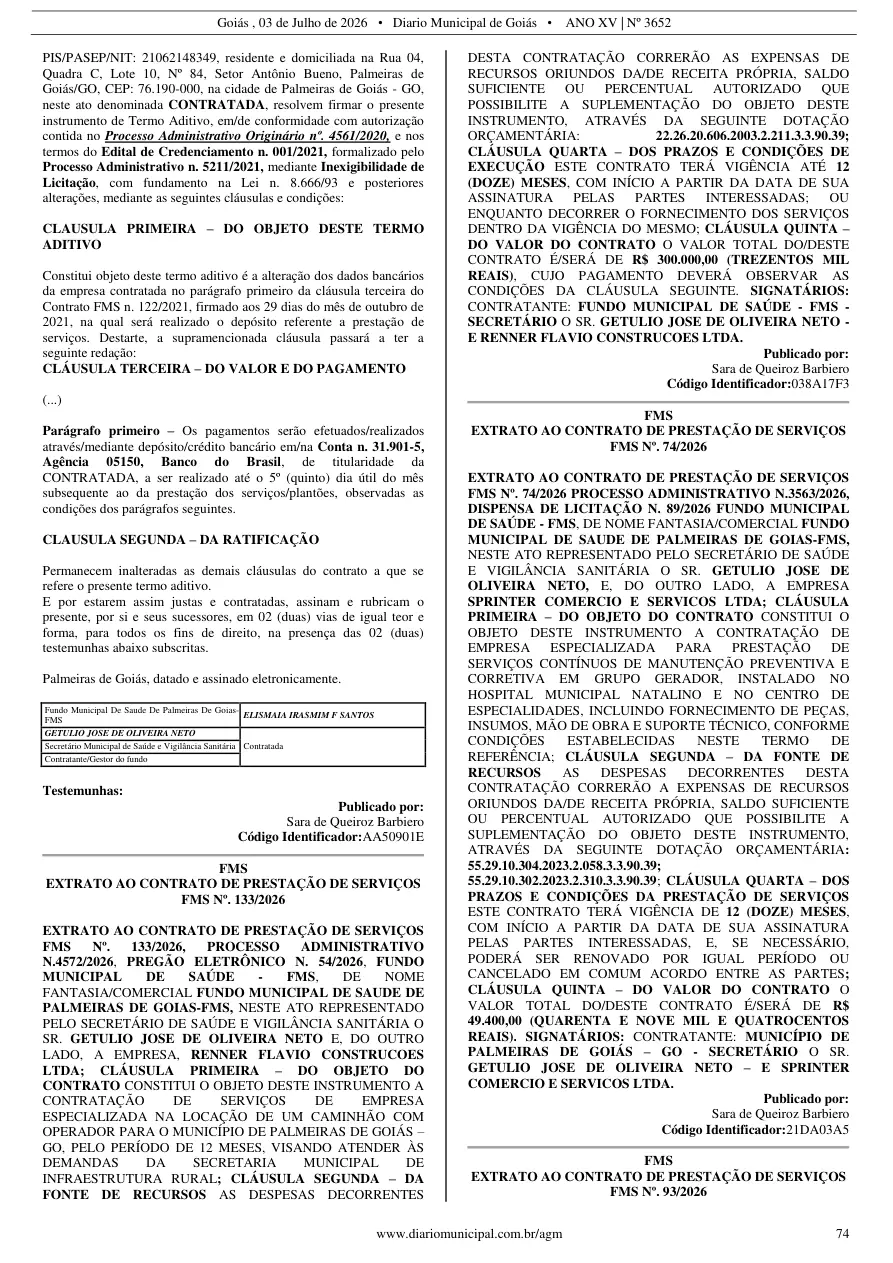 Goiás , 03 de Julho de 2026 • Diario Municipal de Goiás • ANO XV | Nº 3652
PIS/PASEP/NIT: 21062148349, residente e domiciliada na Rua 04,
Quadra C, Lote 10, Nº 84, Setor Antônio Bueno, Palmeiras de
Goiás/GO, CEP: 76.190-000, na cidade de Palmeiras de Goiás - GO,
neste ato denominada CONTRATADA, resolvem firmar o presente
instrumento de Termo Aditivo, em/de conformidade com autorização
contida no Processo Administrativo Originário nº. 4561/2020, e nos
termos do Edital de Credenciamento n. 001/2021, formalizado pelo
Processo Administrativo n. 5211/2021, mediante Inexigibilidade de
Licitação, com fundamento na Lei n. 8.666/93 e posteriores
alterações, mediante as seguintes cláusulas e condições:
CLAUSULA PRIMEIRA – DO OBJETO DESTE TERMO
ADITIVO
Constitui objeto deste termo aditivo é a alteração dos dados bancários
da empresa contratada no parágrafo primeiro da cláusula terceira do
Contrato FMS n. 122/2021, firmado aos 29 dias do mês de outubro de
2021, na qual será realizado o depósito referente a prestação de
serviços. Destarte, a supramencionada cláusula passará a ter a
seguinte redação:
CLÁUSULA TERCEIRA – DO VALOR E DO PAGAMENTO
(...)
Parágrafo primeiro – Os pagamentos serão efetuados/realizados
através/mediante depósito/crédito bancário em/na Conta n. 31.901-5,
Agência 05150, Banco do Brasil, de titularidade da
CONTRATADA, a ser realizado até o 5º (quinto) dia útil do mês
subsequente ao da prestação dos serviços/plantões, observadas as
condições dos parágrafos seguintes.
CLAUSULA SEGUNDA – DA RATIFICAÇÃO
Permanecem inalteradas as demais cláusulas do contrato a que se
refere o presente termo aditivo.
E por estarem assim justas e contratadas, assinam e rubricam o
presente, por si e seus sucessores, em 02 (duas) vias de igual teor e
forma, para todos os fins de direito, na presença das 02 (duas)
testemunhas abaixo subscritas.
Palmeiras de Goiás, datado e assinado eletronicamente.
Fundo Municipal De Saude De Palmeiras De Goias-
FMS
ELISMAIA IRASMIM F SANTOS
GETULIO JOSE DE OLIVEIRA NETO
Secretário Municipal de Saúde e Vigilância Sanitária
Contratada
Contratante/Gestor do fundo
Testemunhas:
Publicado por:
Sara de Queiroz Barbiero
Código Identificador:AA50901E
FMS
EXTRATO AO CONTRATO DE PRESTAÇÃO DE SERVIÇOS
FMS Nº. 133/2026
EXTRATO AO CONTRATO DE PRESTAÇÃO DE SERVIÇOS
FMS Nº. 133/2026, PROCESSO ADMINISTRATIVO
N.4572/2026, PREGÃO ELETRÔNICO N. 54/2026, FUNDO
MUNICIPAL DE SAÚDE - FMS, DE NOME
FANTASIA/COMERCIAL FUNDO MUNICIPAL DE SAUDE DE
PALMEIRAS DE GOIAS-FMS, NESTE ATO REPRESENTADO
PELO SECRETÁRIO DE SAÚDE E VIGILÂNCIA SANITÁRIA O
SR. GETULIO JOSE DE OLIVEIRA NETO E, DO OUTRO
LADO, A EMPRESA, RENNER FLAVIO CONSTRUCOES
LTDA; CLÁUSULA PRIMEIRA – DO OBJETO DO
CONTRATO CONSTITUI O OBJETO DESTE INSTRUMENTO A
CONTRATAÇÃO DE SERVIÇOS DE EMPRESA
ESPECIALIZADA NA LOCAÇÃO DE UM CAMINHÃO COM
OPERADOR PARA O MUNICÍPIO DE PALMEIRAS DE GOIÁS –
GO, PELO PERÍODO DE 12 MESES, VISANDO ATENDER ÀS
DEMANDAS DA SECRETARIA MUNICIPAL DE
INFRAESTRUTURA RURAL; CLÁUSULA SEGUNDA – DA
FONTE DE RECURSOS AS DESPESAS DECORRENTES
DESTA CONTRATAÇÃO CORRERÃO AS EXPENSAS DE
RECURSOS ORIUNDOS DA/DE RECEITA PRÓPRIA, SALDO
SUFICIENTE OU PERCENTUAL AUTORIZADO QUE
POSSIBILITE A SUPLEMENTAÇÃO DO OBJETO DESTE
INSTRUMENTO, ATRAVÉS DA SEGUINTE DOTAÇÃO
ORÇAMENTÁRIA: 22.26.20.606.2003.2.211.3.3.90.39;
CLÁUSULA QUARTA – DOS PRAZOS E CONDIÇÕES DE
EXECUÇÃO ESTE CONTRATO TERÁ VIGÊNCIA ATÉ 12
(DOZE) MESES, COM INÍCIO A PARTIR DA DATA DE SUA
ASSINATURA PELAS PARTES INTERESSADAS; OU
ENQUANTO DECORRER O FORNECIMENTO DOS SERVIÇOS
DENTRO DA VIGÊNCIA DO MESMO; CLÁUSULA QUINTA –
DO VALOR DO CONTRATO O VALOR TOTAL DO/DESTE
CONTRATO É/SERÁ DE R$ 300.000,00 (TREZENTOS MIL
REAIS), CUJO PAGAMENTO DEVERÁ OBSERVAR AS
CONDIÇÕES DA CLÁUSULA SEGUINTE. SIGNATÁRIOS:
CONTRATANTE: FUNDO MUNICIPAL DE SAÚDE - FMS -
SECRETÁRIO O SR. GETULIO JOSE DE OLIVEIRA NETO -
E RENNER FLAVIO CONSTRUCOES LTDA.
Publicado por:
Sara de Queiroz Barbiero
Código Identificador:038A17F3
FMS
EXTRATO AO CONTRATO DE PRESTAÇÃO DE SERVIÇOS
FMS Nº. 74/2026
EXTRATO AO CONTRATO DE PRESTAÇÃO DE SERVIÇOS
FMS Nº. 74/2026 PROCESSO ADMINISTRATIVO N.3563/2026,
DISPENSA DE LICITAÇÃO N. 89/2026 FUNDO MUNICIPAL
DE SAÚDE - FMS, DE NOME FANTASIA/COMERCIAL FUNDO
MUNICIPAL DE SAUDE DE PALMEIRAS DE GOIAS-FMS,
NESTE ATO REPRESENTADO PELO SECRETÁRIO DE SAÚDE
E VIGILÂNCIA SANITÁRIA O SR. GETULIO JOSE DE
OLIVEIRA NETO, E, DO OUTRO LADO, A EMPRESA
SPRINTER COMERCIO E SERVICOS LTDA; CLÁUSULA
PRIMEIRA – DO OBJETO DO CONTRATO CONSTITUI O
OBJETO DESTE INSTRUMENTO A CONTRATAÇÃO DE
EMPRESA ESPECIALIZADA PARA PRESTAÇÃO DE
SERVIÇOS CONTÍNUOS DE MANUTENÇÃO PREVENTIVA E
CORRETIVA EM GRUPO GERADOR, INSTALADO NO
HOSPITAL MUNICIPAL NATALINO E NO CENTRO DE
ESPECIALIDADES, INCLUINDO FORNECIMENTO DE PEÇAS,
INSUMOS, MÃO DE OBRA E SUPORTE TÉCNICO, CONFORME
CONDIÇÕES ESTABELECIDAS NESTE TERMO DE
REFERÊNCIA; CLÁUSULA SEGUNDA – DA FONTE DE
RECURSOS AS DESPESAS DECORRENTES DESTA
CONTRATAÇÃO CORRERÃO A EXPENSAS DE RECURSOS
ORIUNDOS DA/DE RECEITA PRÓPRIA, SALDO SUFICIENTE
OU PERCENTUAL AUTORIZADO QUE POSSIBILITE A
SUPLEMENTAÇÃO DO OBJETO DESTE INSTRUMENTO,
ATRAVÉS DA SEGUINTE DOTAÇÃO ORÇAMENTÁRIA:
55.29.10.304.2023.2.058.3.3.90.39;
55.29.10.302.2023.2.310.3.3.90.39; CLÁUSULA QUARTA – DOS
PRAZOS E CONDIÇÕES DA PRESTAÇÃO DE SERVIÇOS
ESTE CONTRATO TERÁ VIGÊNCIA DE 12 (DOZE) MESES,
COM INÍCIO A PARTIR DA DATA DE SUA ASSINATURA
PELAS PARTES INTERESSADAS, E, SE NECESSÁRIO,
PODERÁ SER RENOVADO POR IGUAL PERÍODO OU
CANCELADO EM COMUM ACORDO ENTRE AS PARTES;
CLÁUSULA QUINTA – DO VALOR DO CONTRATO O
VALOR TOTAL DO/DESTE CONTRATO É/SERÁ DE R$
49.400,00 (QUARENTA E NOVE MIL E QUATROCENTOS
REAIS). SIGNATÁRIOS: CONTRATANTE: MUNICÍPIO DE
PALMEIRAS DE GOIÁS – GO - SECRETÁRIO O SR.
GETULIO JOSE DE OLIVEIRA NETO – E SPRINTER
COMERCIO E SERVICOS LTDA.
Publicado por:
Sara de Queiroz Barbiero
Código Identificador:21DA03A5
FMS
EXTRATO AO CONTRATO DE PRESTAÇÃO DE SERVIÇOS
FMS Nº. 93/2026
www.diariomunicipal.com.br/agm 74